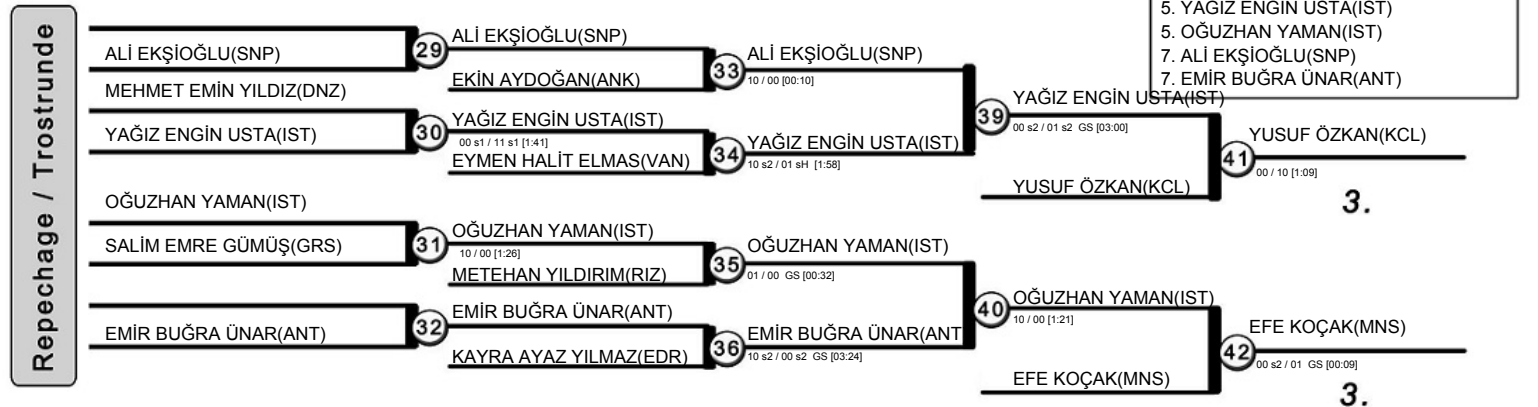 Repechage / Trostrunde
5. YAĞIZ ENGİN USTA(IST)
5. OĞUZHAN YAMAN(IST)
7. ALİ EKŞİOĞLU(SNP)
7. EMİR BUĞRA ÜNAR(ANT)
ALİ EKŞİOĞLU(SNP)
29
MEHMET EMİN YILDIZ(DNZ)
YAĞIZ ENGİN USTA(IST)
30
OĞUZHAN YAMAN(IST)
SALİM EMRE GÜMÜŞ(GRS)
31
EMİR BUĞRA ÜNAR(ANT)
32
ALİ EKŞİOĞLU(SNP)
EKİN AYDOĞAN(ANK)
33
YAĞIZ ENGİN USTA(IST)
00 s1 / 11 s1 [1:41]
EYMEN HALİT ELMAS(VAN)
34
OĞUZHAN YAMAN(IST)
10 / 00 [1:26]
METEHAN YILDIRIM(RIZ)
35
EMİR BUĞRA ÜNAR(ANT)
KAYRA AYAZ YILMAZ(EDR)
36
ALİ EKŞİOĞLU(SNP)
10 / 00 [00:10]
YAĞIZ ENGİN USTA(IST)
10 s2 / 01 sH [1:58]
39
OĞUZHAN YAMAN(IST)
01 / 00 GS [00:32]
EMİR BUĞRA ÜNAR(ANT
10 s2 / 00 s2 GS [03:24]
40
YAĞIZ ENGİN USTA(IST)
00 s2 / 01 s2 GS [03:00]
YUSUF ÖZKAN(KCL)
41
OĞUZHAN YAMAN(IST)
10 / 00 [1:21]
EFE KOÇAK(MNS)
42
YUSUF ÖZKAN(KCL)
00 / 10 [1:09]
3.
EFE KOÇAK(MNS)
00 s2 / 01 GS [00:09]
3.